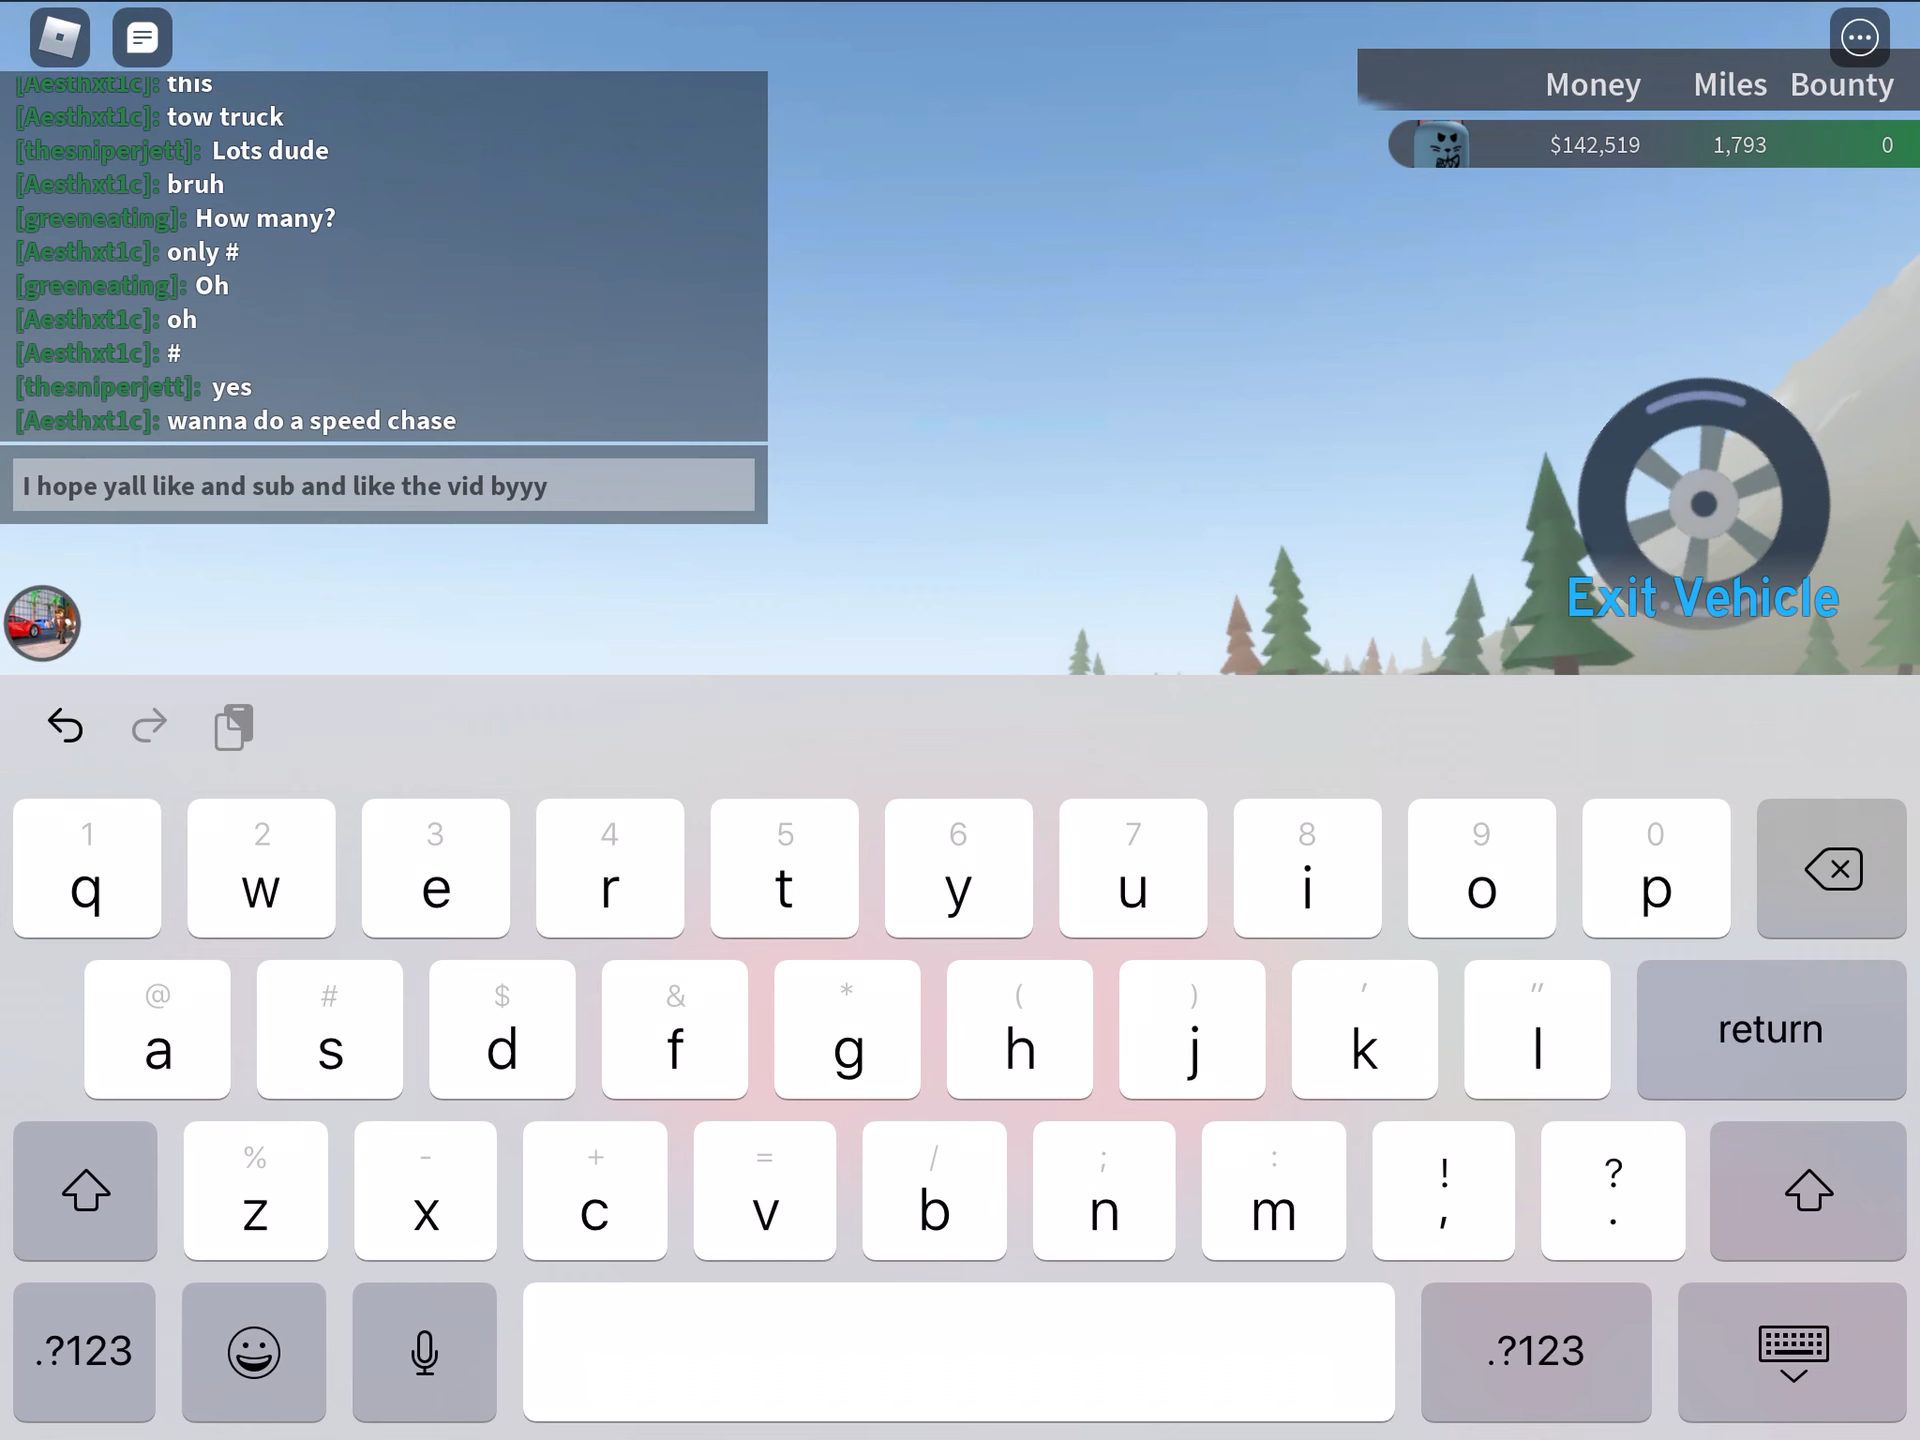 [Aesthxt1c]: this
[Aesthxt1c]: tow truck
[thesniperjett]: Lots dude
[Aesthxt1c]: bruh
[greeneating]: How many?
[Aesthxt1c]: only #
[greeneating]: Oh
[Aesthxt1c]: oh
[Aesthxt1c]: #
[thesniperjett]: yes
[Aesthxt1c]: wanna do a speed chase
I hope yall like and sub and like the vid byyy
Money Miles Bounty
$142,519 1,793 0
Exit Vehicle
1 2 3 4 5 6 7 8 9 0
q w e r t y u i o p
@ # $ & * ( ) ' "
a s d f g h j k l return
% - + = / ; : ! ?
z x c v b n m , .
.?123 .?123